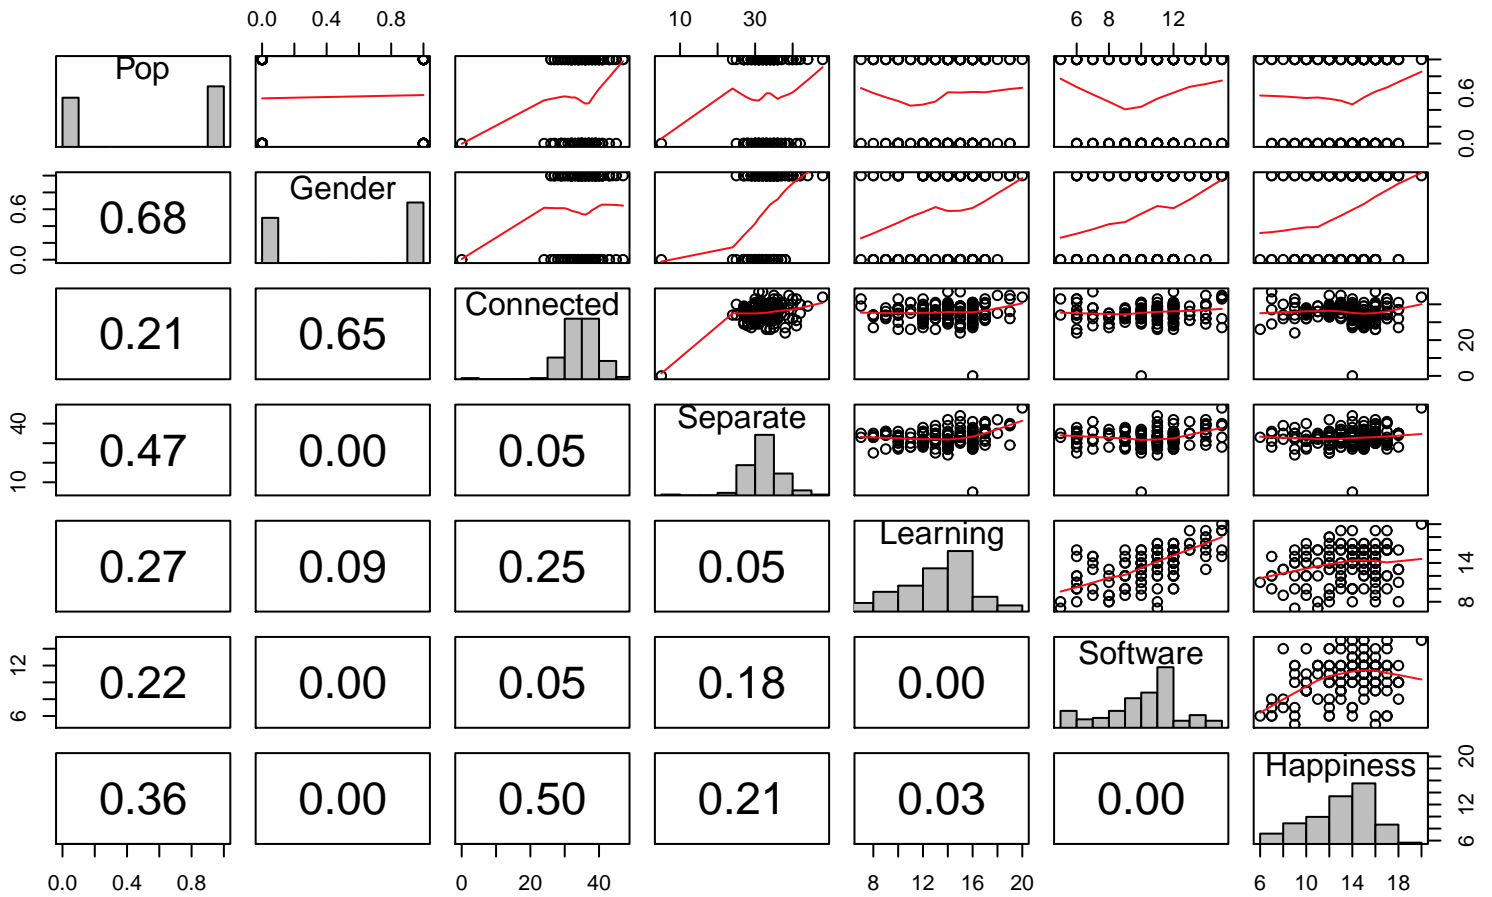 0.0 0.4 0.8 10 30 6 8 12
Pop
0.0 0.6
0.68 Gender
0.0 0.6
0.21 0.65 Connected
0 20
0.47 0.00 0.05 Separate
10 40
0.27 0.09 0.25 0.05 Learning
8 14
0.22 0.00 0.05 0.18 0.00 Software
6 12
0.36 0.00 0.50 0.21 0.03 0.00 Happiness
6 12 20
0.0 0.4 0.8 0 20 40 8 12 16 20 6 10 14 18